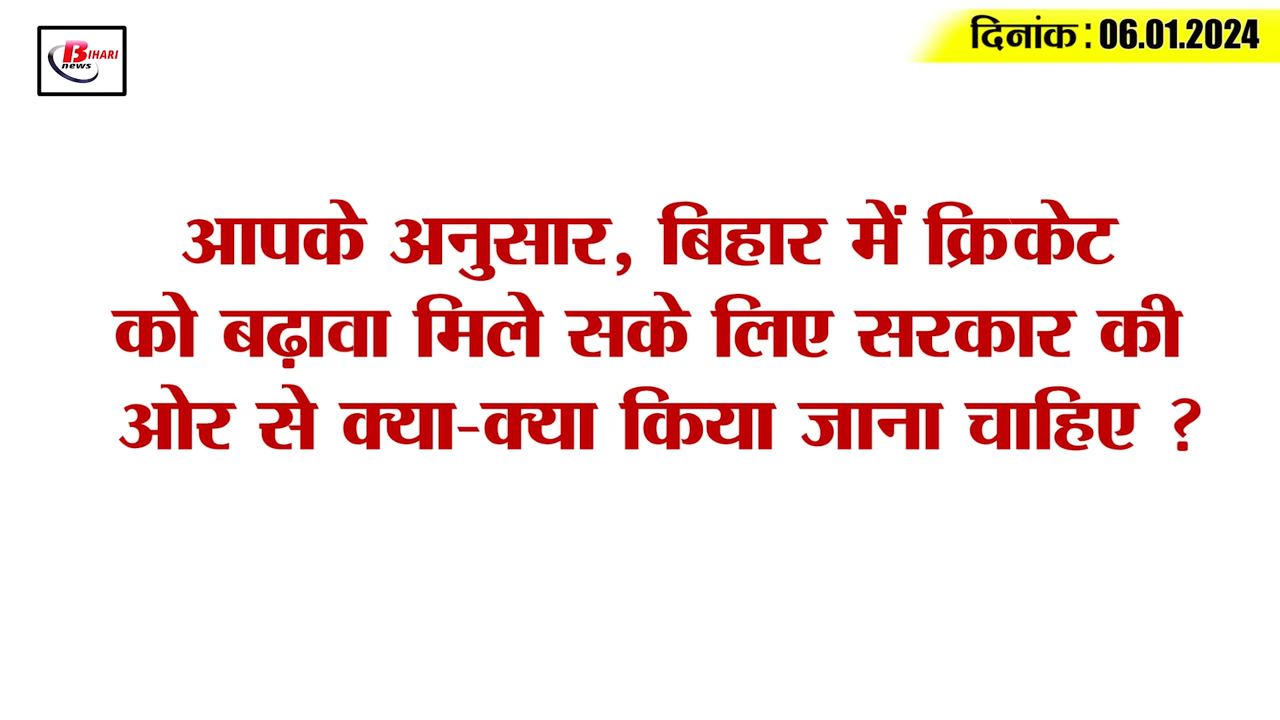 BIHARI
news
दिनांक : 06.01.2024
आपके अनुसार, बिहार में क्रिकेट
को बढ़ावा मिले सके लिए सरकार की
ओर से क्या-क्या किया जाना चाहिए ?